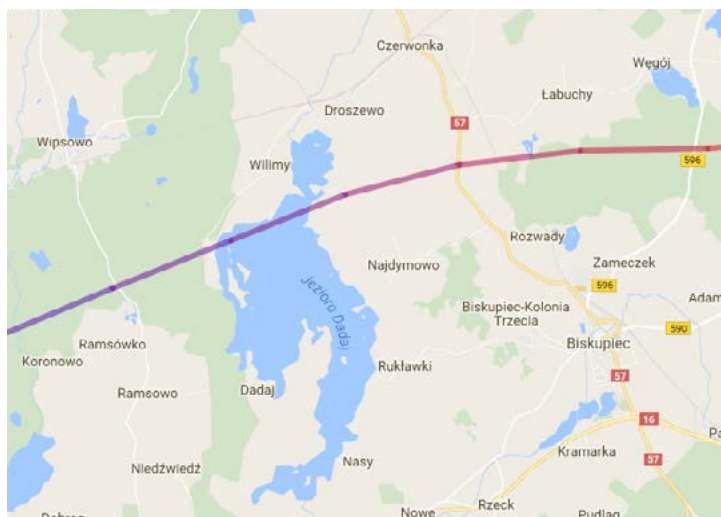 Czerwonka
Węgój
Łabuchy
Droszewo
57
Wipsowo
Wilimy
596
Rozwady
Najdymowo
Zameczek
Jezioro Dadaj
596
Adam
Biskupiec-Kolonia
Trzecia
590
Ramsówko
Biskupiec
Koronowo
Rukławki
57
Ramsowo
Dadaj
16
Kramarka
Pa
Nasy
57
Niedźwiedź
Rzeck
Nowe
Pudląg